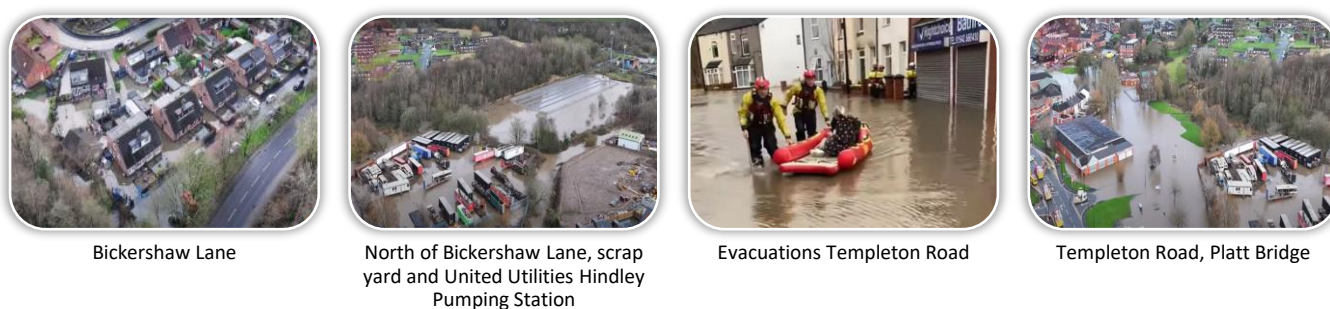 Bickershaw Lane
North of Bickershaw Lane, scrap
yard and United Utilities Hindley
Pumping Station
Evacuations Templeton Road
Templeton Road, Platt Bridge